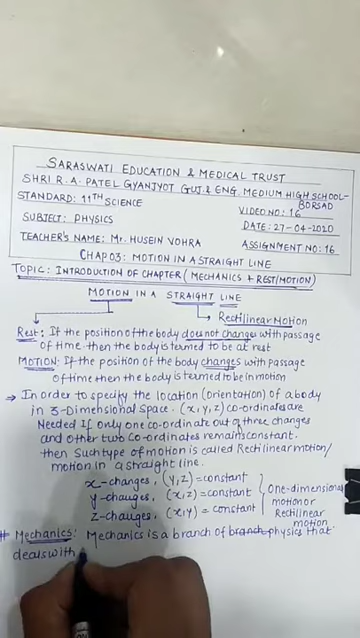 SARASWATI EDUCATION & MEDICAL TRUST
SHRI R.A. PATEL GYANJYOT GUJ.& ENG. MEDIUM HIGH SCHOOL-
BORSAD
STANDARD: 11TH SCIENCE
VIDEO NO: 16
SUBJECT: PHYSICS
DATE: 27-04-2020
TEACHER'S NAME: Mr. HUSEIN VOHRA
ASSIGNMENT NO: 16
CHAP 03: MOTION IN A STRAIGHT LINE
TOPIC: INTRODUCTION OF CHAPTER (MECHANICS + REST/MOTION)
MOTION IN A STRAIGHT LINE
Rectilinear Motion
Rest: If the position of the body does not changes with passage
of time then the body is termed to be at rest
MOTION: If the position of the body changes with passage
of time then the body is termed to be in motion
→ In order to specify the location (orientation) of a body
in 3-Dimensional Space. (x,y,z) co-ordinates are
Needed If only one co-ordinate out of three changes
and other two co-ordinates remains constant.
then Such type of motion is called Rectilinear motion/
motion in a straight line.
x-changes, (y,z) = constant
y-changes, (x,z) = constant
z-changes, (x,y) = constant
One-dimensional
motion or
Rectilinear
motion
# Mechanics: Mechanics is a branch of branch physics that
deals with